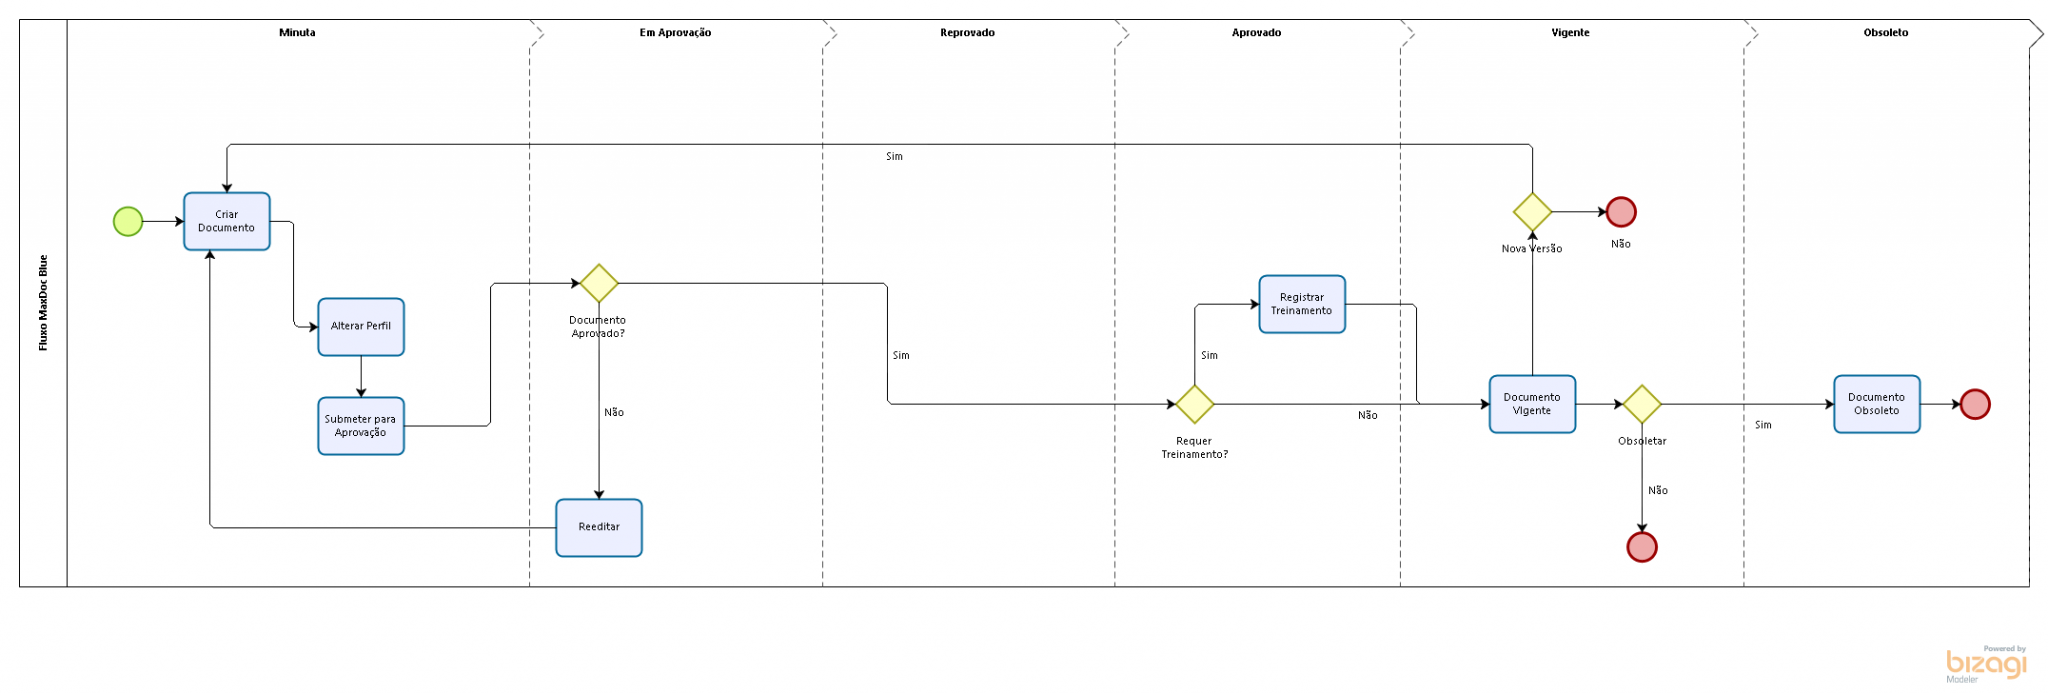 Minuta
Em Aprovação
Reprovado
Aprovado
Vigente
Obsoleto
Fluxo MaxDoc Blue
Sim
Criar
Documento
Nova Versão
Não
Alterar Perfil
Documento
Aprovado?
Registrar
Treinamento
Sim
Sim
Submeter para
Aprovação
Não
Não
Requer
Treinamento?
Documento
VIgente
Obsoletar
Sim
Documento
Obsoleto
Não
Reeditar
Powered by
bizagi
Modeler